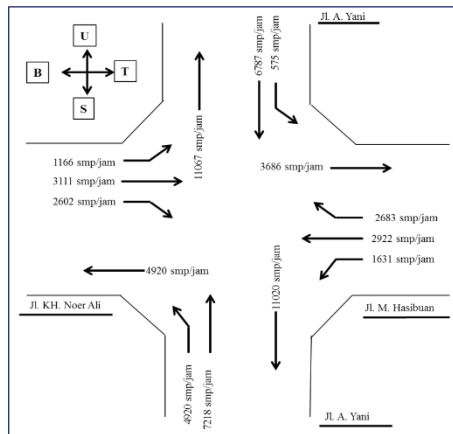 U
B
T
S
Jl. A. Yani
6787 smp/jam
575 smp/jam
11067 smp/jam
1166 smp/jam
3111 smp/jam
2602 smp/jam
3686 smp/jam
2683 smp/jam
2922 smp/jam
1631 smp/jam
4920 smp/jam
11020 smp/jam
Jl. KH. Noer Ali
Jl. M. Hasibuan
4920 smp/jam
7218 smp/jam
Jl. A. Yani